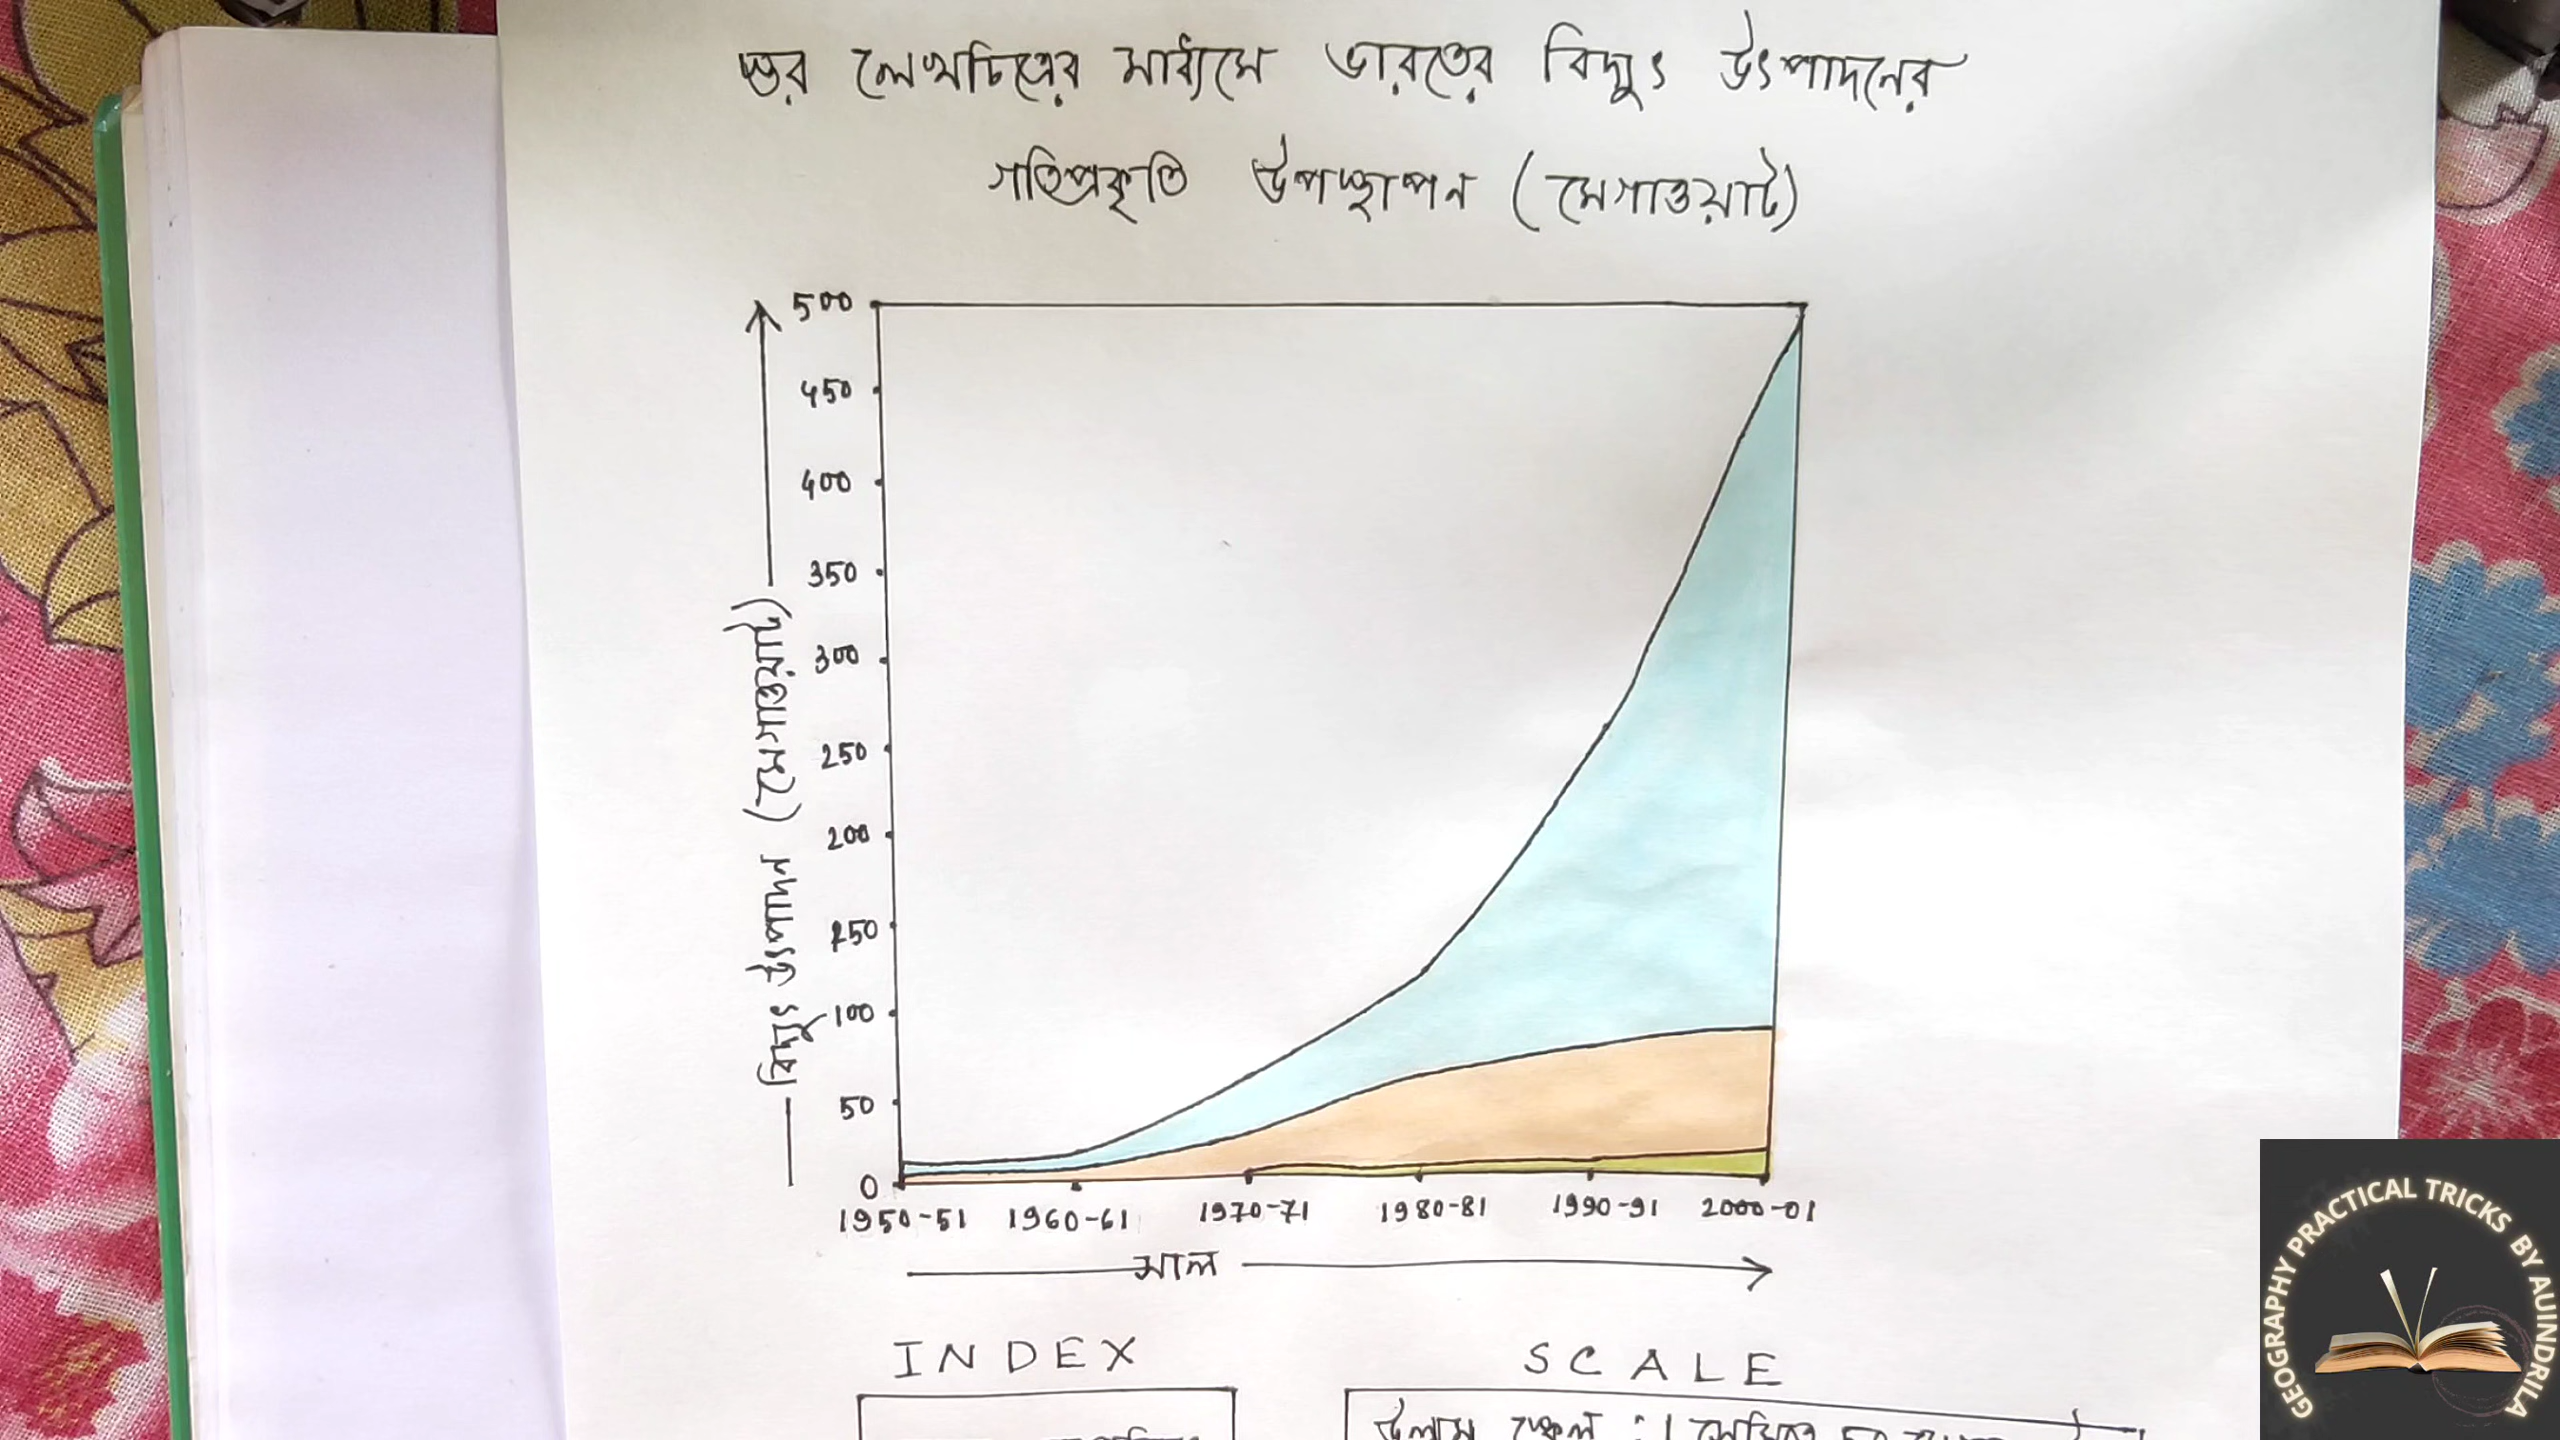 স্তর লেখচিত্রের মাধ্যমে ভারতের বিদ্যুৎ উৎপাদনের
গতিপ্রকৃতি উপস্থাপন (মেগাওয়াট)
500
450
400
350
300
250
200
150
100
50
0
বিদ্যুৎ উৎপাদন (মেগাওয়াট)
1950-51 1960-61 1970-71 1980-81 1990-91 2000-01
সাল
INDEX
SCALE
GEOGRAPHY PRACTICAL TRICKS BY AUINDRILA